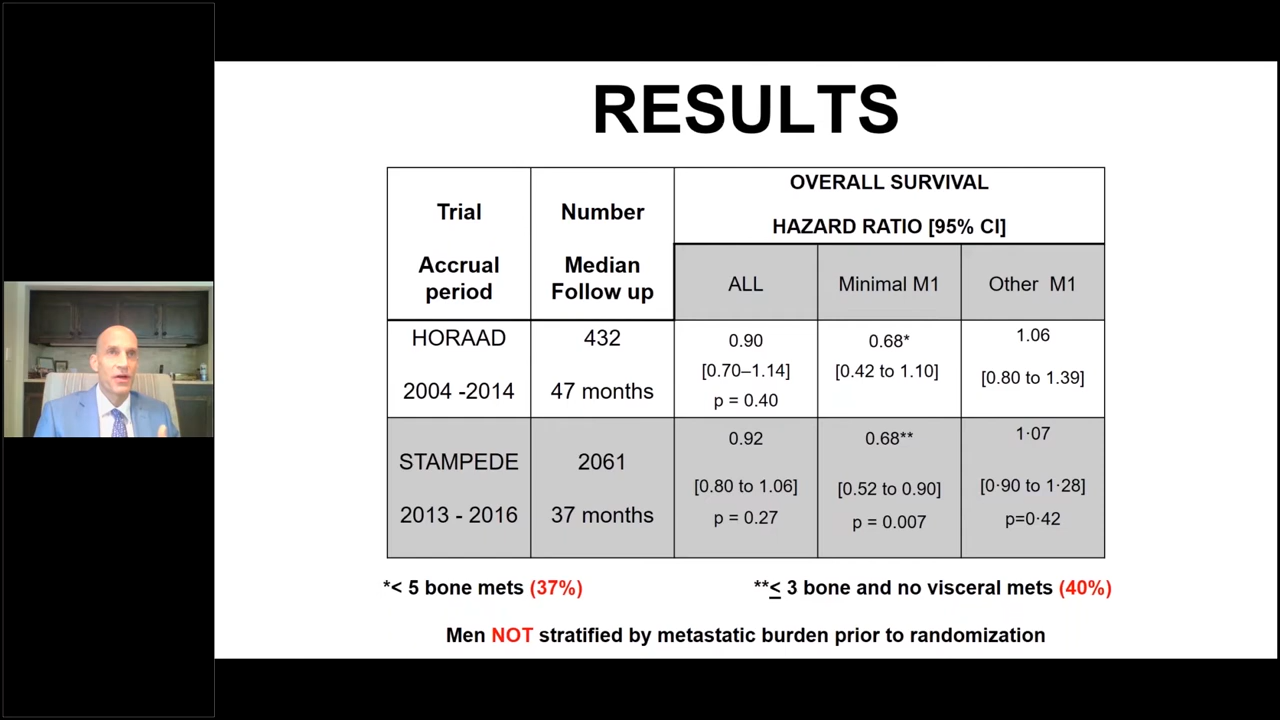 RESULTS
Trial
Accrual
period
Number
Median
Follow up
OVERALL SURVIVAL
HAZARD RATIO [95% CI]
ALL
Minimal M1
Other M1
HORAAD
2004 -2014
432
47 months
0.90
[0.70–1.14]
p = 0.40
0.68*
[0.42 to 1.10]
1.06
[0.80 to 1.39]
STAMPEDE
2013 - 2016
2061
37 months
0.92
[0.80 to 1.06]
p = 0.27
0.68**
[0.52 to 0.90]
p = 0.007
1·07
[0·90 to 1·28]
p=0·42
*< 5 bone mets (37%)
**≤ 3 bone and no visceral mets (40%)
Men NOT stratified by metastatic burden prior to randomization